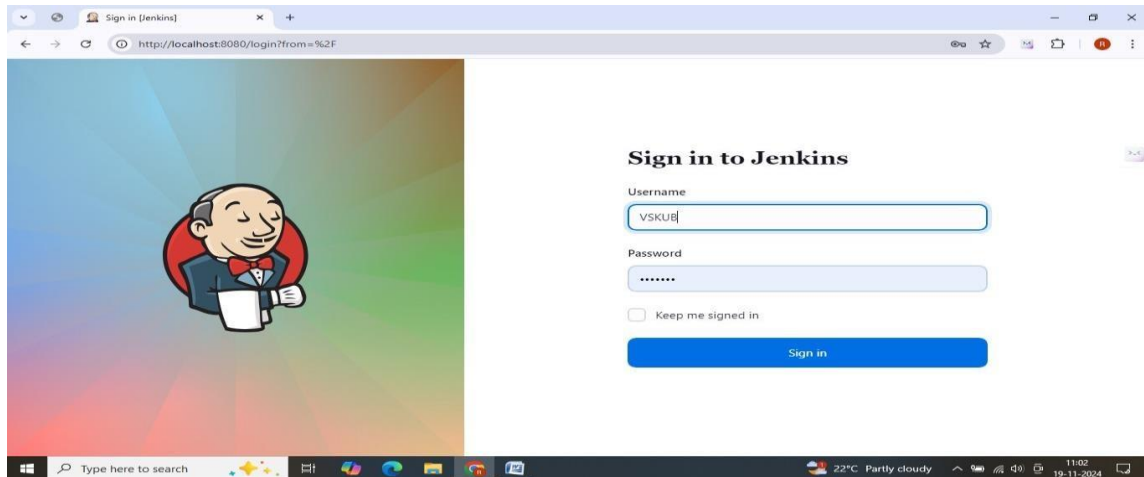 Sign in [Jenkins]
http://localhost:8080/login?from=%2F
R
Sign in to Jenkins
Username
VSKUB
Password
•••••••
Keep me signed in
Sign in
Type here to search
22°C Partly cloudy
11:02
19-11-2024